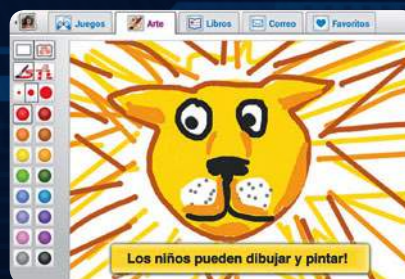 Juegos
Arte
Libros
Correo
Favoritos
Los niños pueden dibujar y pintar!